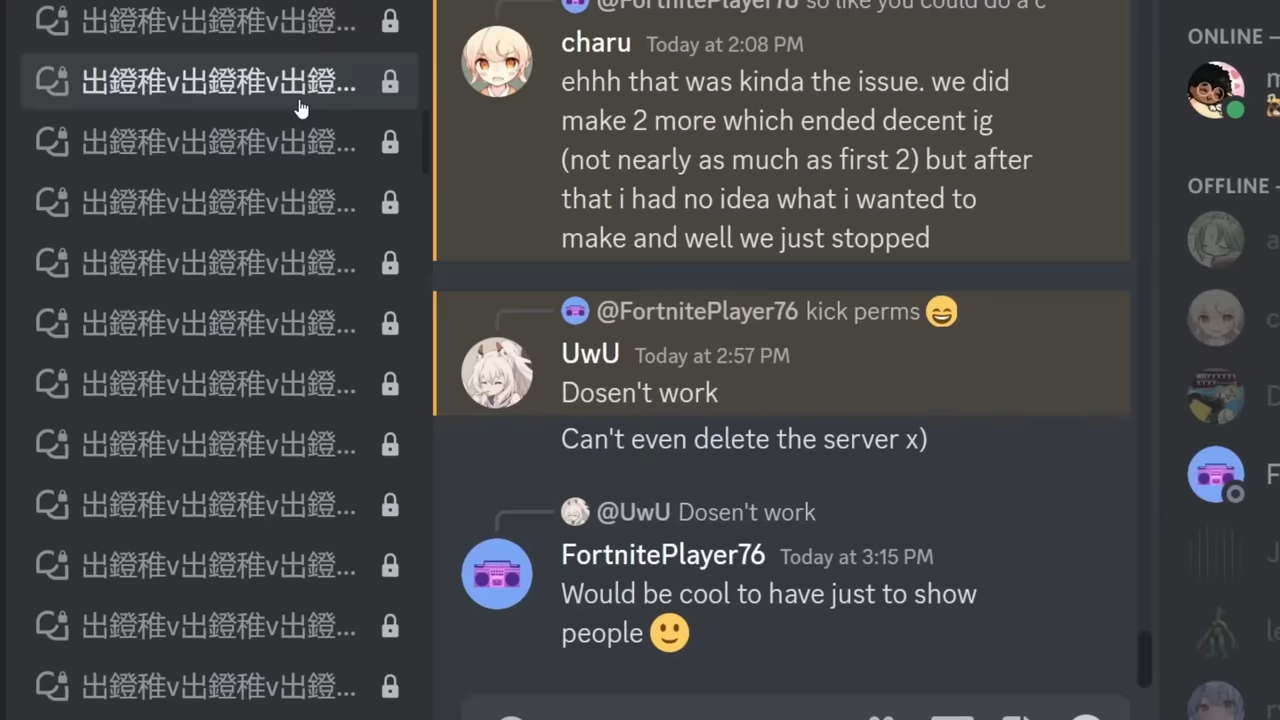 出鐙稚v出鐙稚v出鐙...
出鐙稚v出鐙稚v出鐙...
出鐙稚v出鐙稚v出鐙...
出鐙稚v出鐙稚v出鐙...
出鐙稚v出鐙稚v出鐙...
出鐙稚v出鐙稚v出鐙...
出鐙稚v出鐙稚v出鐙...
出鐙稚v出鐙稚v出鐙...
出鐙稚v出鐙稚v出鐙...
出鐙稚v出鐙稚v出鐙...
出鐙稚v出鐙稚v出鐙...
出鐙稚v出鐙稚v出鐙...
@FortnitePlayer76 so like you could do a c
charu Today at 2:08 PM
ehhh that was kinda the issue. we did
make 2 more which ended decent ig
(not nearly as much as first 2) but after
that i had no idea what i wanted to
make and well we just stopped
@FortnitePlayer76 kick perms 😄
UwU Today at 2:57 PM
Dosen't work
Can't even delete the server x)
@UwU Dosen't work
FortnitePlayer76 Today at 3:15 PM
Would be cool to have just to show
people 🙂
ONLINE —
OFFLINE -
F